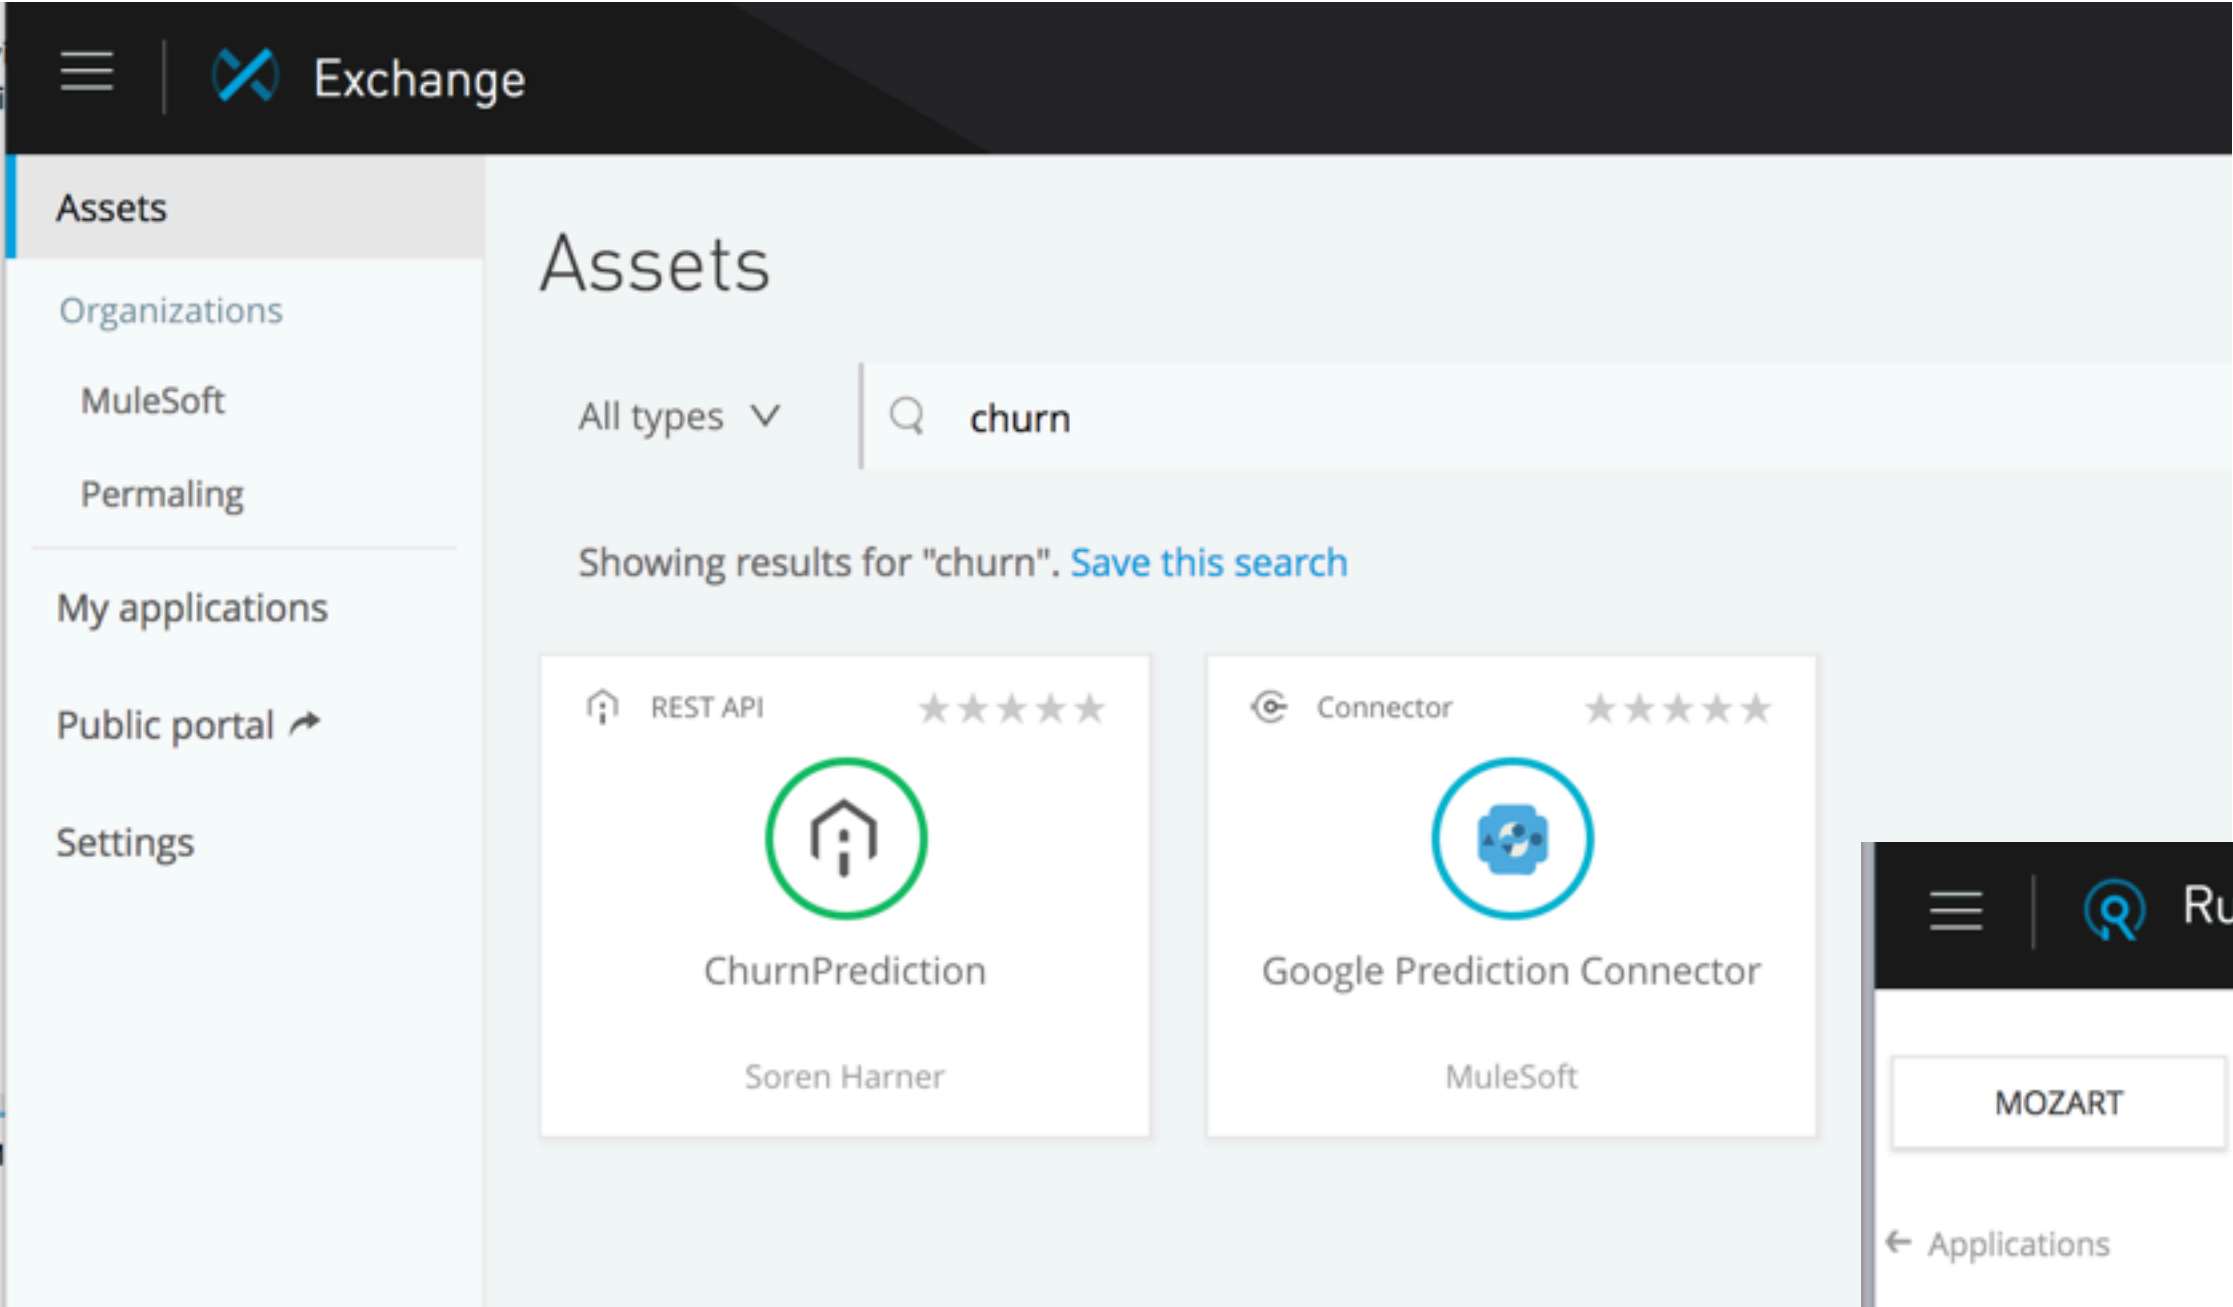 Exchange
Assets
Organizations
MuleSoft
Permaling
My applications
Public portal
Settings
Assets
All types
churn
Showing results for "churn". Save this search
REST API
ChurnPrediction
Soren Harner
Connector
Google Prediction Connector
MuleSoft
Ru
MOZART
Applications